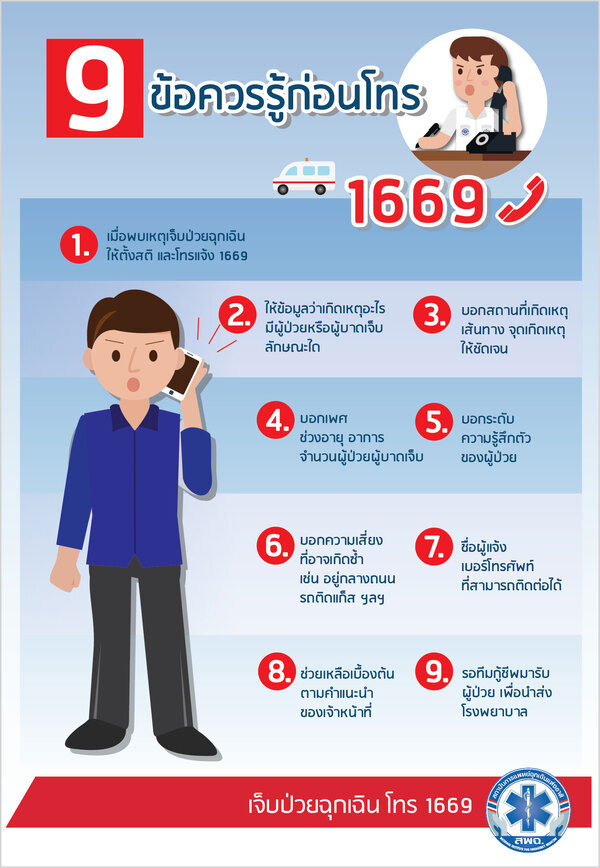 9 ข้อควรรู้ก่อนโทร
1669
1. เมื่อพบเหตุเจ็บป่วยฉุกเฉิน
ให้ตั้งสติ และโทรแจ้ง 1669
2. ให้ข้อมูลว่าเกิดเหตุอะไร
มีผู้ป่วยหรือผู้บาดเจ็บ
ลักษณะใด
3. บอกสถานที่เกิดเหตุ
เส้นทาง จุดเกิดเหตุ
ให้ชัดเจน
4. บอกเพศ
ช่วงอายุ อาการ
จำนวนผู้ป่วยผู้บาดเจ็บ
5. บอกระดับ
ความรู้สึกตัว
ของผู้ป่วย
6. บอกความเสี่ยง
ที่อาจเกิดซ้ำ
เช่น อยู่กลางถนน
รถติดแก๊ส ฯลฯ
7. ชื่อผู้แจ้ง
เบอร์โทรศัพท์
ที่สามารถติดต่อได้
8. ช่วยเหลือเบื้องต้น
ตามคำแนะนำ
ของเจ้าหน้าที่
9. รอทีมกู้ชีพมารับ
ผู้ป่วย เพื่อนำส่ง
โรงพยาบาล
เจ็บป่วยฉุกเฉิน โทร 1669
สถาบันการแพทย์ฉุกเฉินแห่งชาติ
สพฉ.
NATIONAL INSTITUTE FOR EMERGENCY MEDICINE